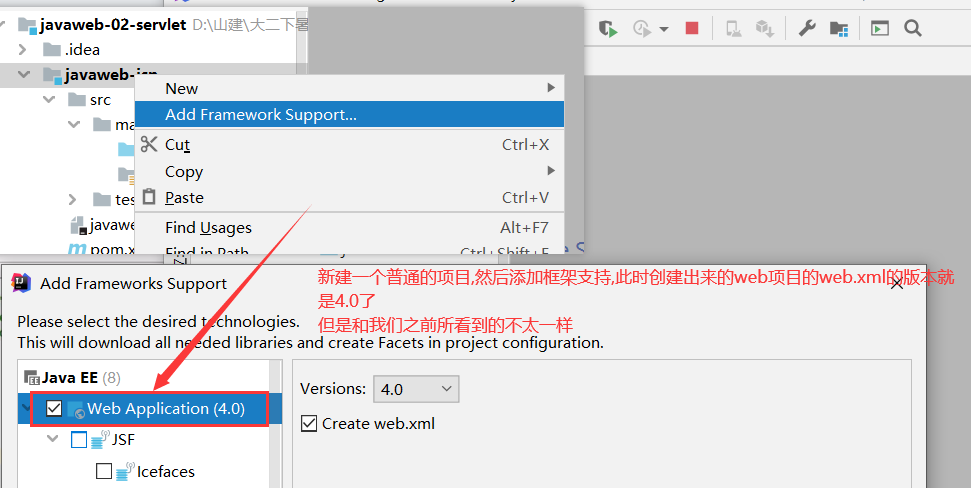 javaweb-02-servlet D:\山建\大二下暑
.idea
javaweb-jsp
New
src
Add Framework Support...
Cut Ctrl+X
Copy
Paste Ctrl+V
Find Usages Alt+F7
Find in Path Ctrl+Shift+F
pom.x
Add Frameworks Support
新建一个普通的项目,然后添加框架支持,此时创建出来的web项目的web.xml的版本就
是4.0了
但是和我们之前所看到的不太一样
Please select the desired technologies.
This will download all needed libraries and create Facets in project configuration.
Java EE (8)
Versions: 4.0
Web Application (4.0)
Create web.xml
JSF
Icefaces